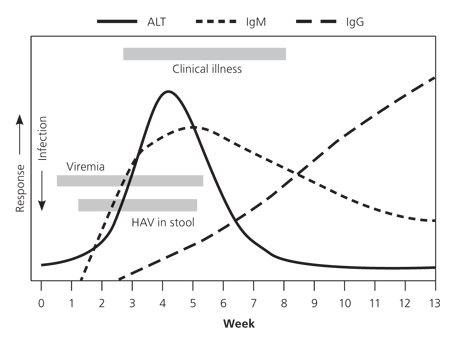 ALT IgM IgG
Clinical illness
Infection
Response
Viremia
HAV in stool
0 1 2 3 4 5 6 7 8 9 10 11 12 13
Week